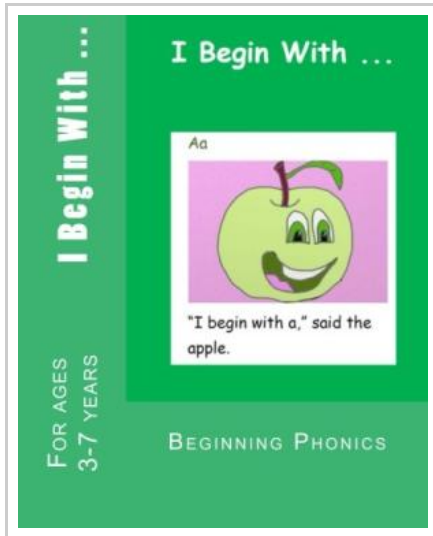 I Begin With ...
FOR AGES
3-7 YEARS
I Begin With ...
Aa
"I begin with a," said the
apple.
BEGINNING PHONICS